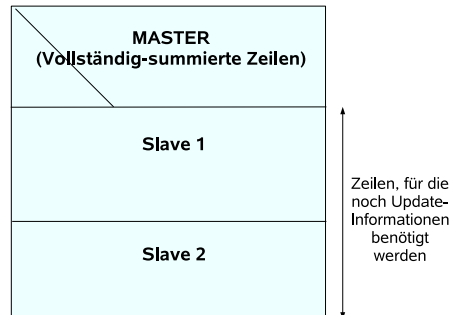 MASTER
(Vollständig-summierte Zeilen)
Slave 1
Zeilen, für die
noch Update-
Informationen
benötigt
werden
Slave 2